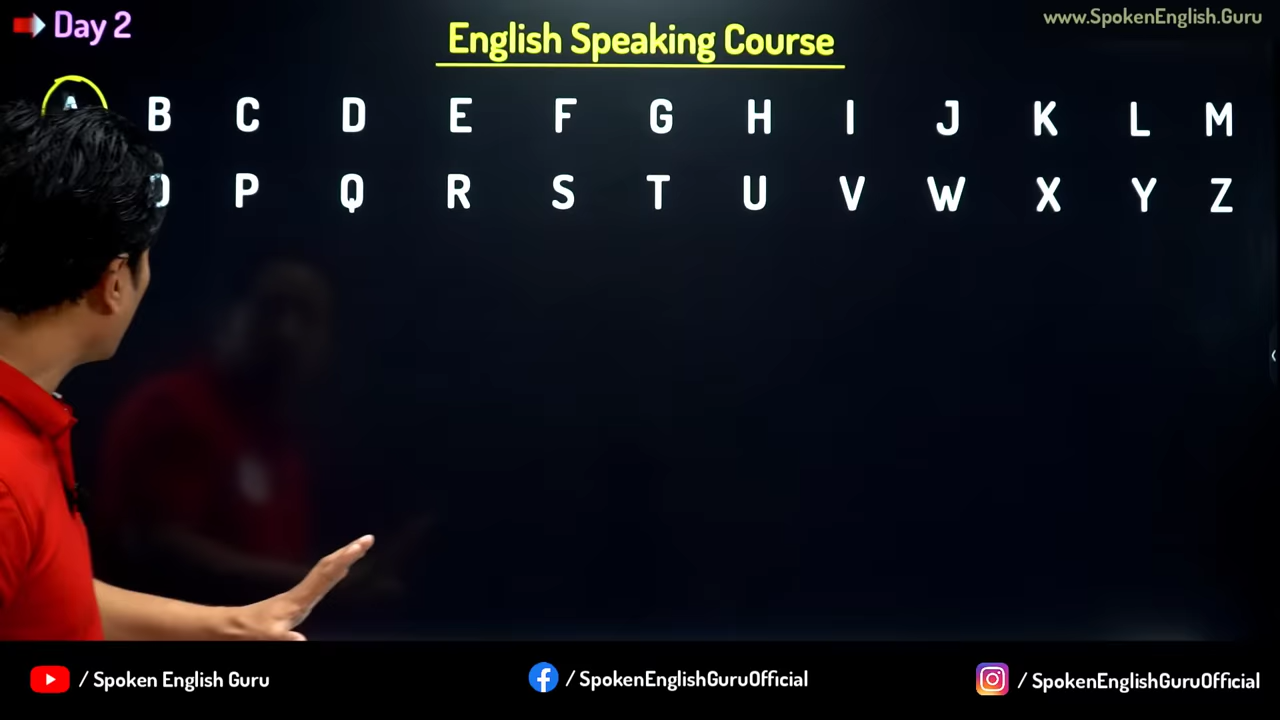 Day 2
English Speaking Course
www.SpokenEnglish.Guru
A B C D E F G H I J K L M
O P Q R S T U V W X Y Z
/ Spoken English Guru
/ SpokenEnglishGuruOfficial
/ SpokenEnglishGuruOfficial